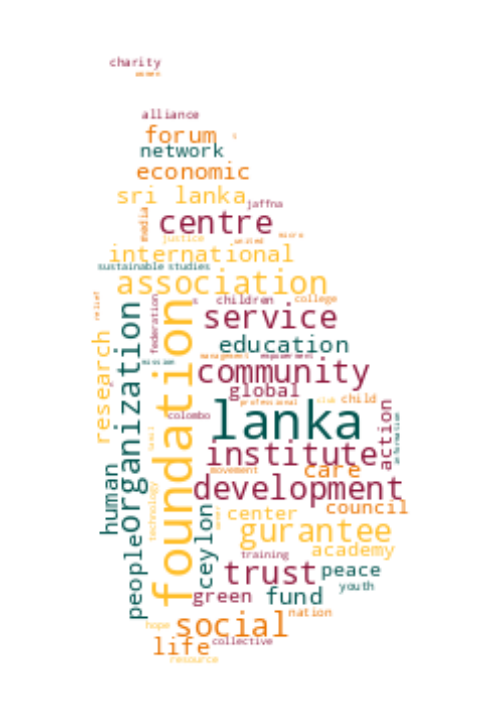 charity
women
alliance
forum
s
network
economic
sri lanka
jaffna
media
centre
micro
justice
united
international
sustainable studies
association
relief
federation
s
children
college
service
organization
foundation
research
education
mission
management
empowerment
community
global
professional
club
child
colombo
lanka
action
information
tamil
institute
movement
care
human
technology
development
council
people
ceylon
center
gurantee
academy
training
trust
peace
youth
green
fund
nation
hope
social
life
collective
resource